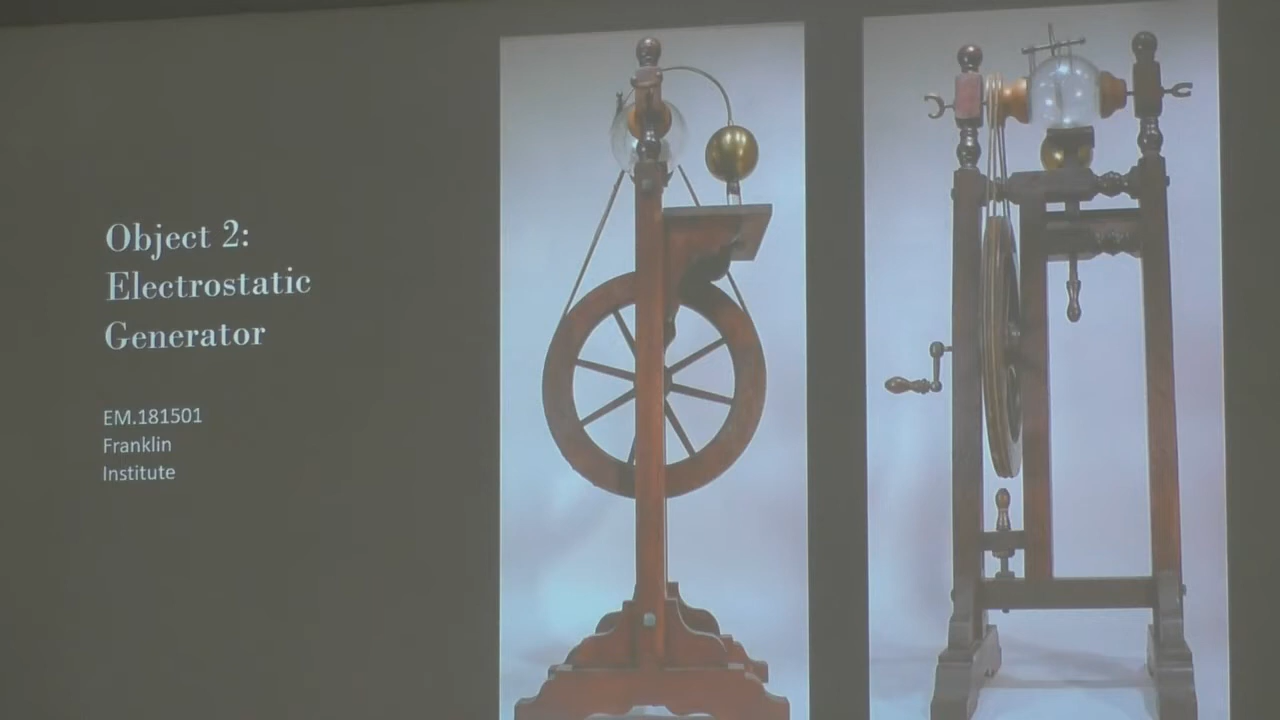 Object 2:
Electrostatic
Generator
EM.181501
Franklin
Institute